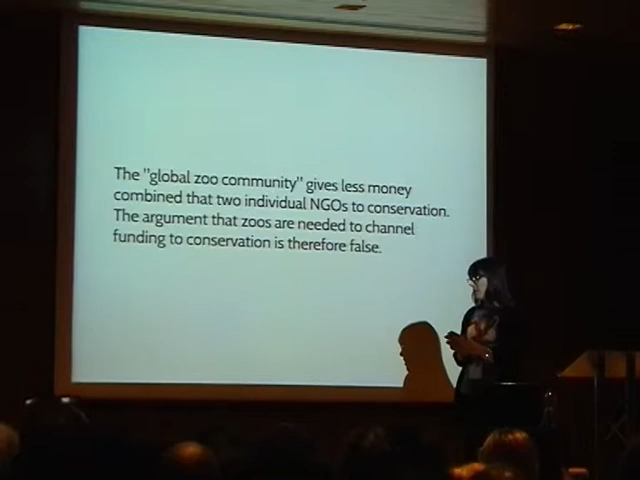 The "global zoo community" gives less money
combined that two individual NGOs to conservation.
The argument that zoos are needed to channel
funding to conservation is therefore false.